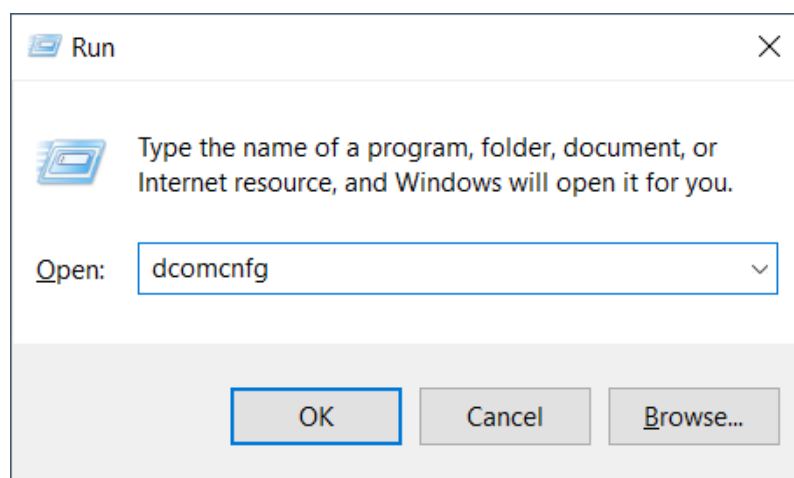 Run
Type the name of a program, folder, document, or
Internet resource, and Windows will open it for you.
Open: dcomcnfg
OK Cancel Browse...